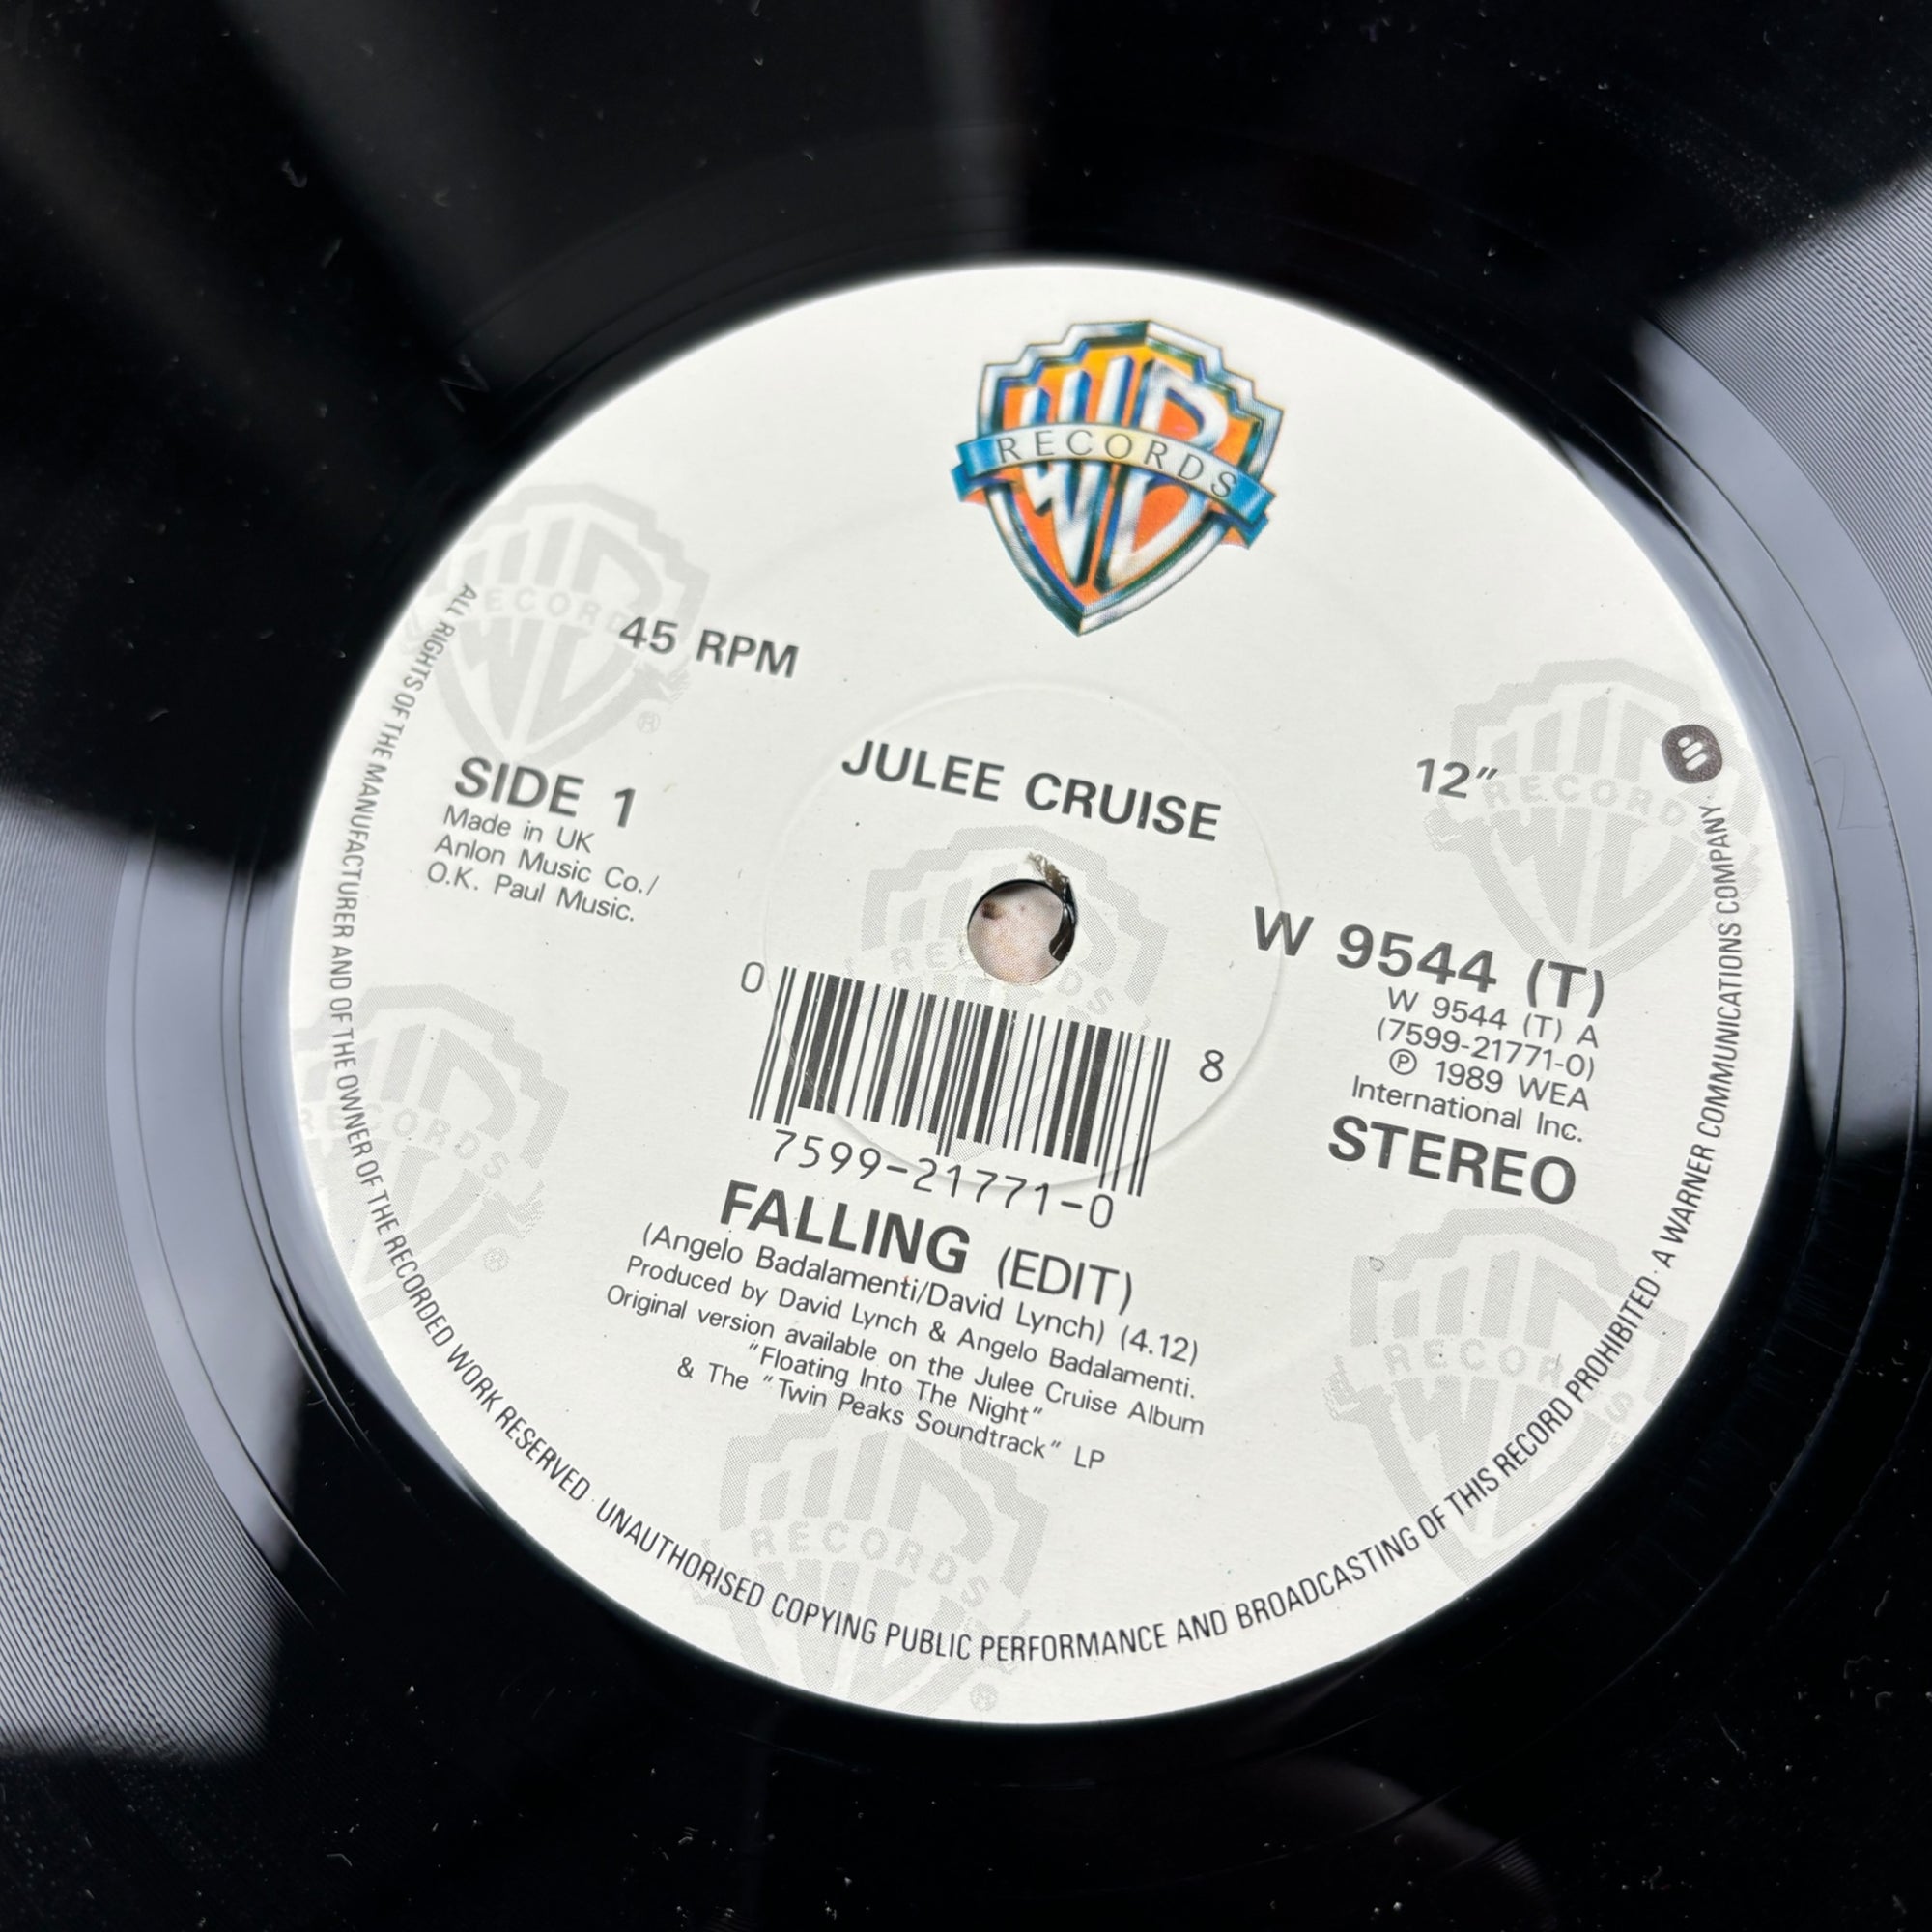 RECORDS
45 RPM
JULEE CRUISE
12"
SIDE 1
Made in UK
Anlon Music Co./
O.K. Paul Music.
W 9544 (T)
W 9544 (T) A
(7599-21771-0)
℗ 1989 WEA
International Inc.
STEREO
0
8
7599-21771-0
FALLING (EDIT)
(Angelo Badalamenti/David Lynch) (4.12)
Produced by David Lynch & Angelo Badalamenti.
Original version available on the Julee Cruise Album
"Floating Into The Night"
& The "Twin Peaks Soundtrack" LP
ALL RIGHTS OF THE MANUFACTURER AND OF THE OWNER OF THE RECORDED WORK RESERVED · UNAUTHORISED COPYING PUBLIC PERFORMANCE AND BROADCASTING OF THIS RECORD PROHIBITED · A WARNER COMMUNICATIONS COMPANY ·